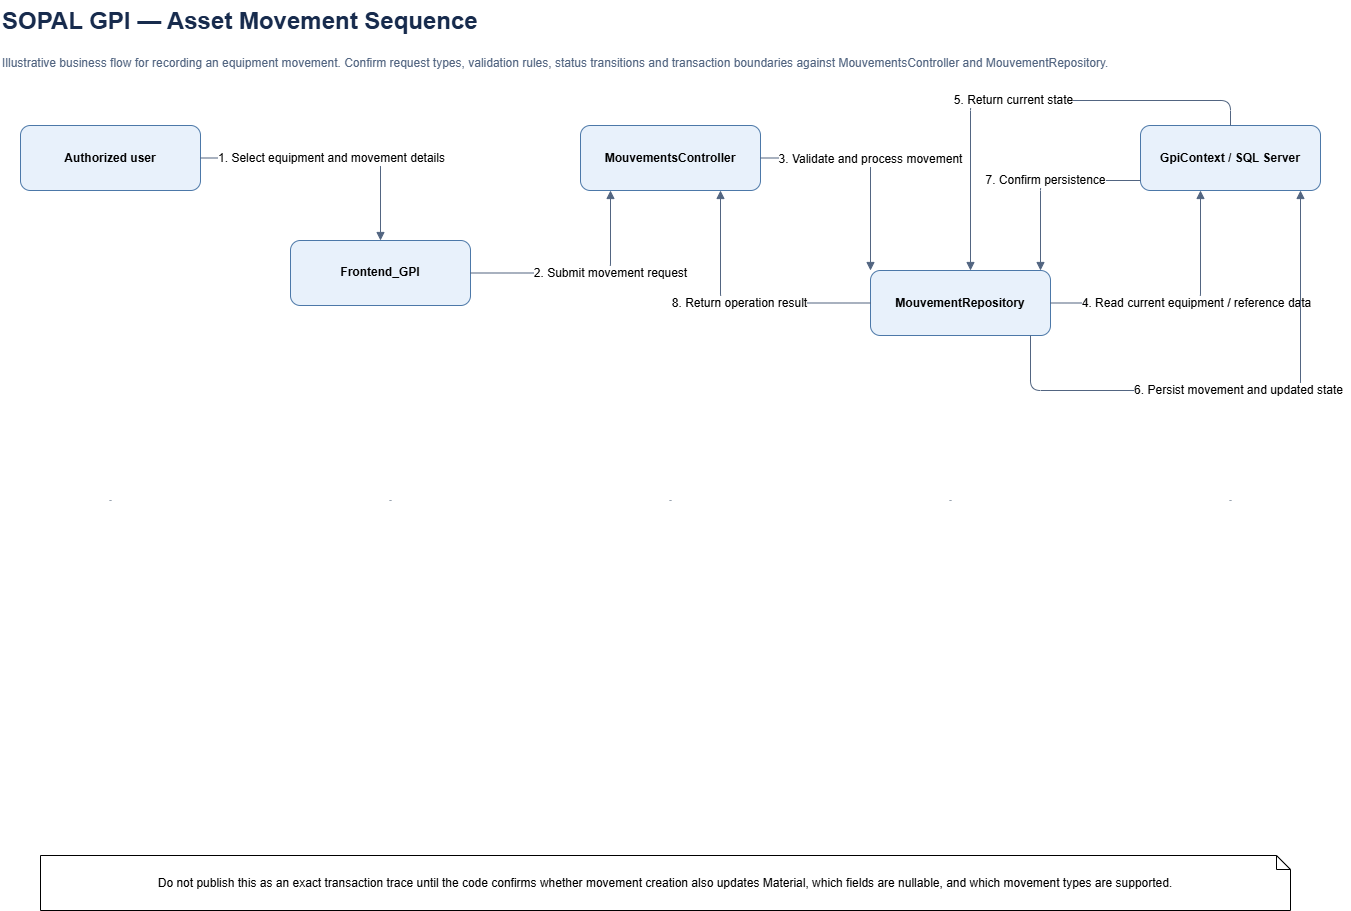 SOPAL GPI — Asset Movement Sequence
Illustrative business flow for recording an equipment movement. Confirm request types, validation rules, status transitions and transaction boundaries against MouvementsController and MouvementRepository.
5. Return current state
Authorized user
1. Select equipment and movement details
MouvementsController
3. Validate and process movement
GpiContext / SQL Server
7. Confirm persistence
Frontend_GPI
2. Submit movement request
8. Return operation result
MouvementRepository
4. Read current equipment / reference data
6. Persist movement and updated state
Do not publish this as an exact transaction trace until the code confirms whether movement creation also updates Material, which fields are nullable, and which movement types are supported.